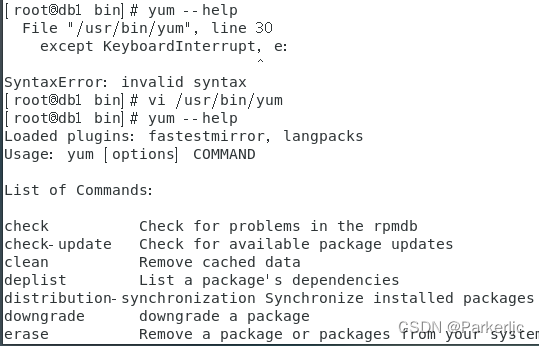 [root@db1 bin]# yum --help
  File "/usr/bin/yum", line 30
    except KeyboardInterrupt, e:
                            ^
SyntaxError: invalid syntax
[root@db1 bin]# vi /usr/bin/yum
[root@db1 bin]# yum --help
Loaded plugins: fastestmirror, langpacks
Usage: yum [options] COMMAND

List of Commands:

check          Check for problems in the rpmdb
check-update   Check for available package updates
clean          Remove cached data
deplist        List a package's dependencies
distribution-synchronization Synchronize installed packages
downgrade      downgrade a package
erase          Remove a package or packages from your system
CSDN @Parkerlic